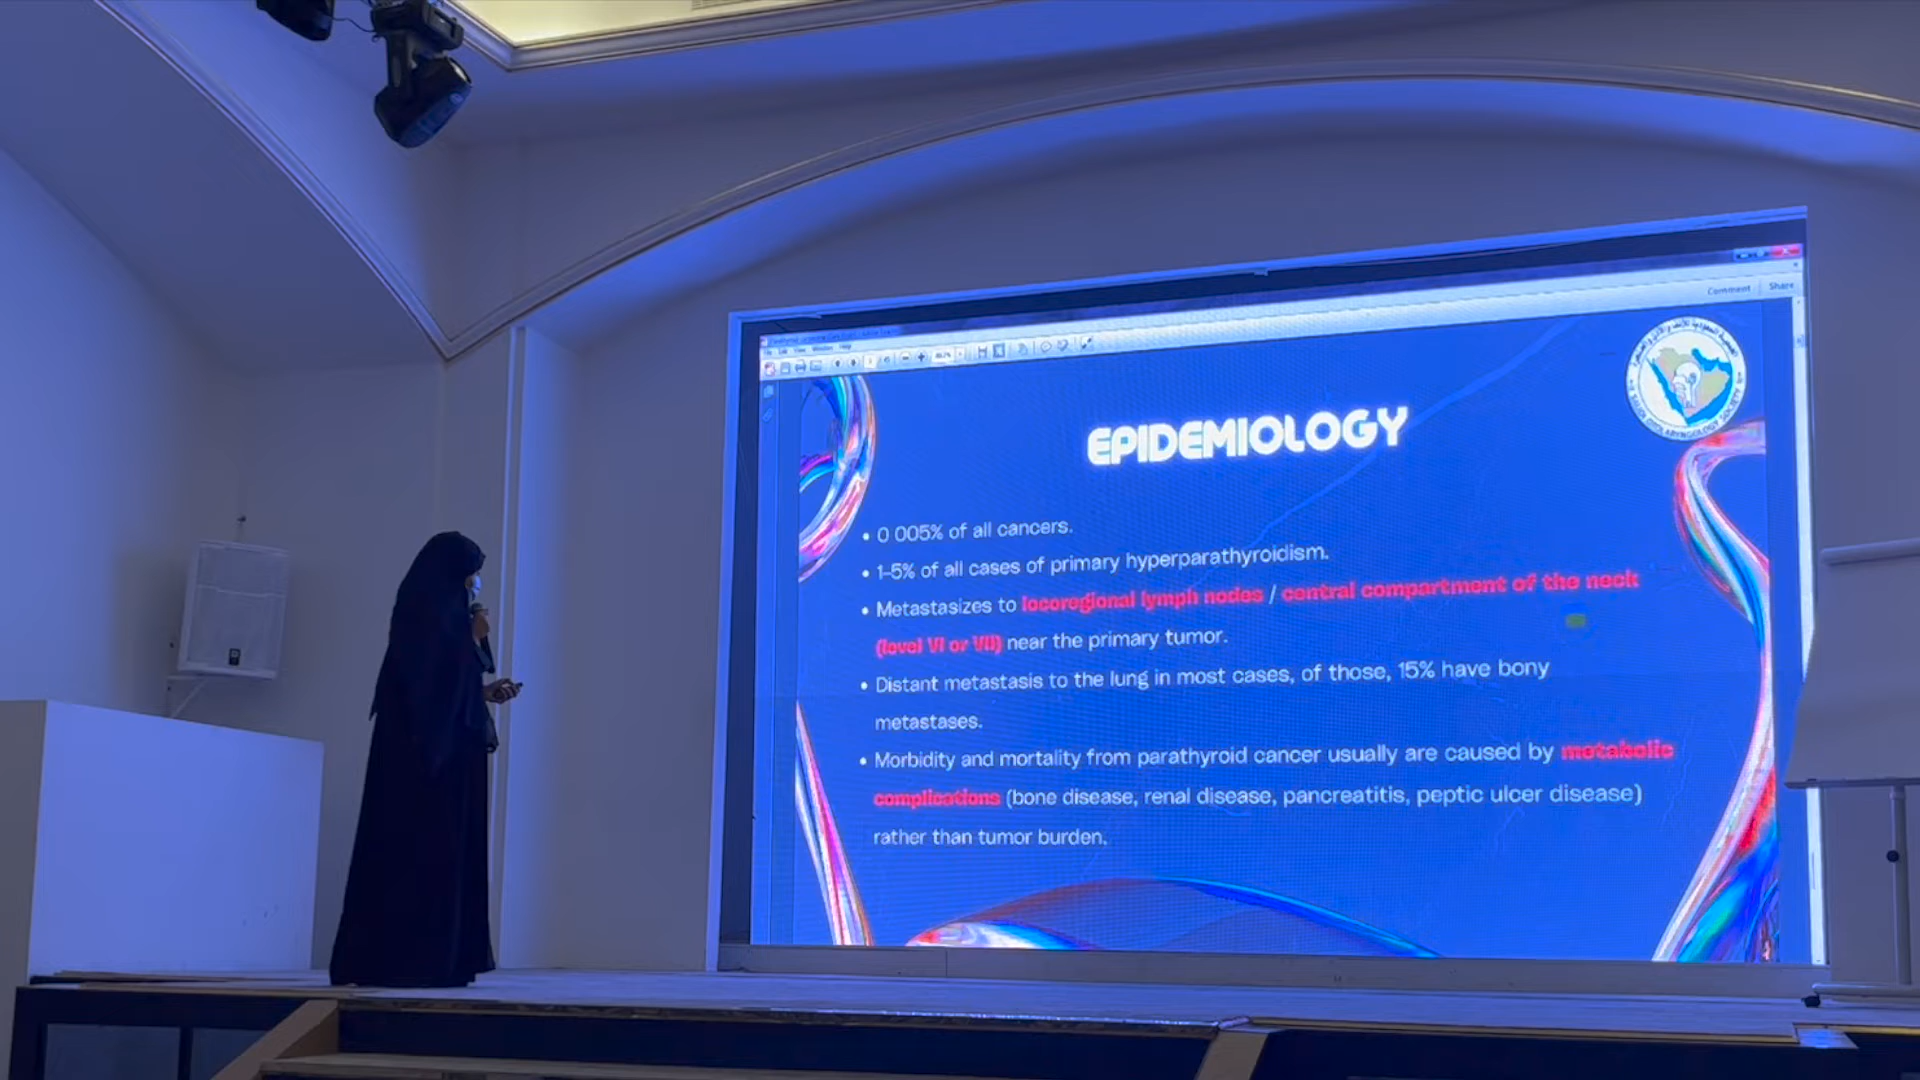 Comment
Share
EPIDEMIOLOGY
• 0 005% of all cancers.
• 1-5% of all cases of primary hyperparathyroidism.
• Metastasizes to locoregional lymph nodes / central compartment of the neck
(level VI or VII) near the primary tumor.
• Distant metastasis to the lung in most cases, of those, 15% have bony
metastases.
• Morbidity and mortality from parathyroid cancer usually are caused by metabolic
complications (bone disease, renal disease, pancreatitis, peptic ulcer disease)
rather than tumor burden.
SAUDI OTOLARYNGOLOGY SOCIETY